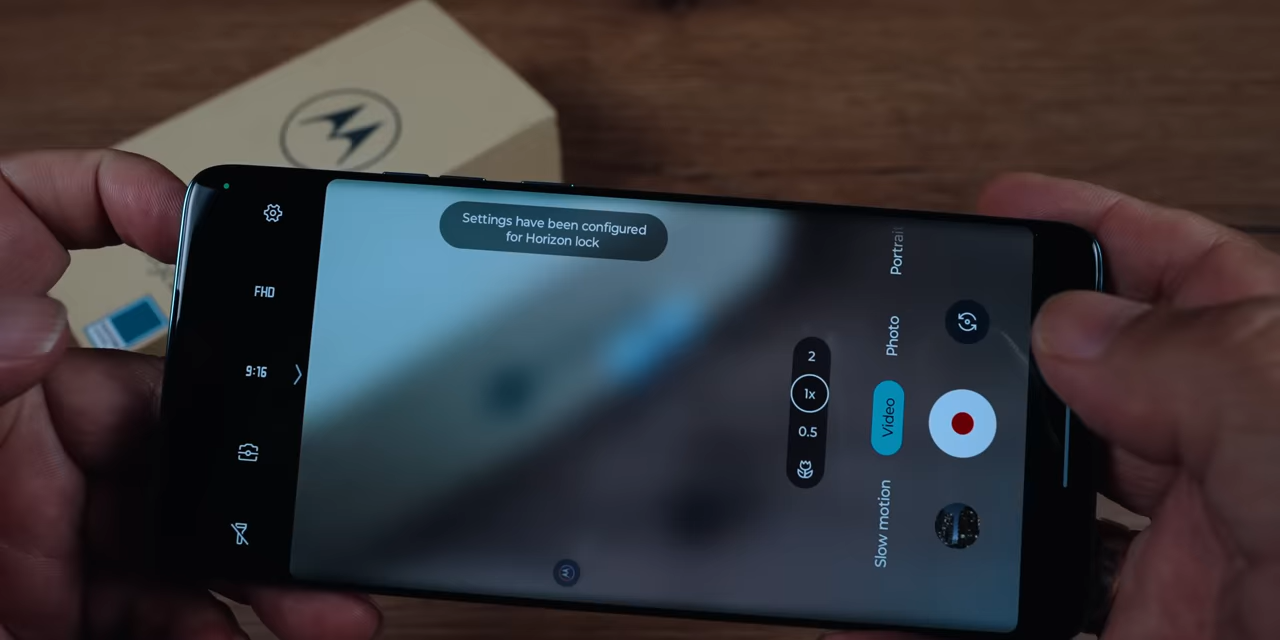 Settings have been configured
for Horizon lock
FHD
9:16
2
1x
0.5
Portrait
Photo
Video
Slow motion